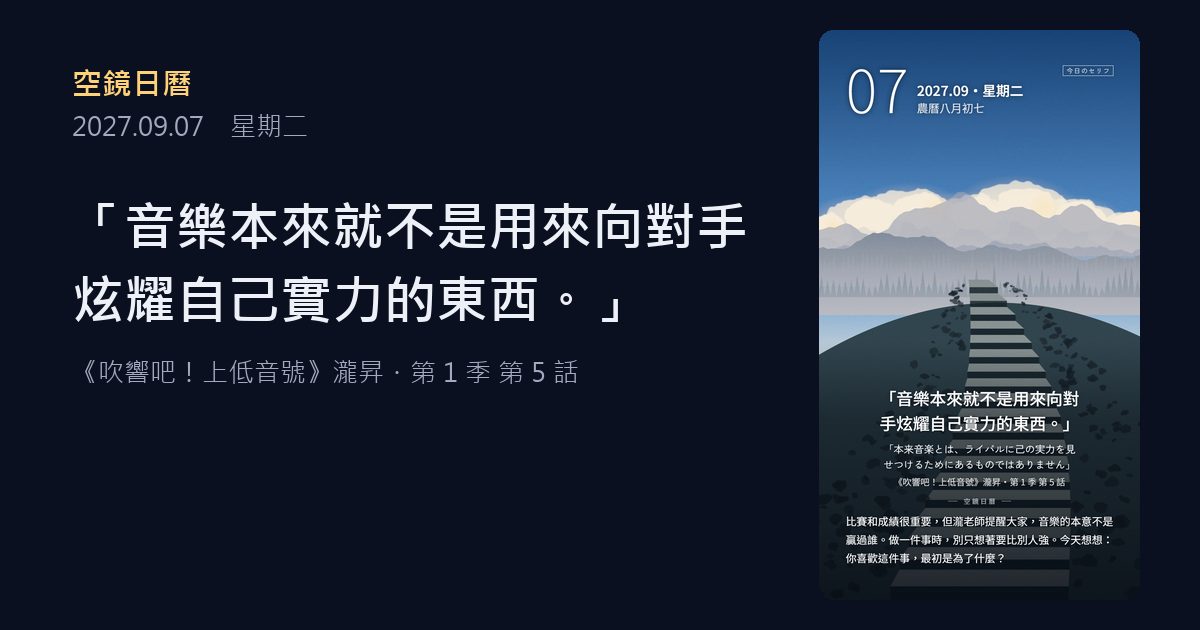 空鏡日曆
2027.09.07 星期二
「音樂本來就不是用來向對手
炫耀自己實力的東西。」
《吹響吧！上低音號》瀧昇·第 1 季 第 5 話
07
2027.09·星期二
農曆八月初七
今日のセリフ
「音樂本來就不是用來向對
手炫耀自己實力的東西。」
「本来音楽とは、ライバルに己の実力を見
せつけるためにあるものではありません」
《吹響吧！上低音號》瀧昇·第 1 季 第 5 話
— 空鏡日曆 —
比賽和成績很重要，但瀧老師提醒大家，音樂的本意不是
贏過誰。做一件事時，別只想著要比別人強。今天想想：
你喜歡這件事，最初是為了什麼？